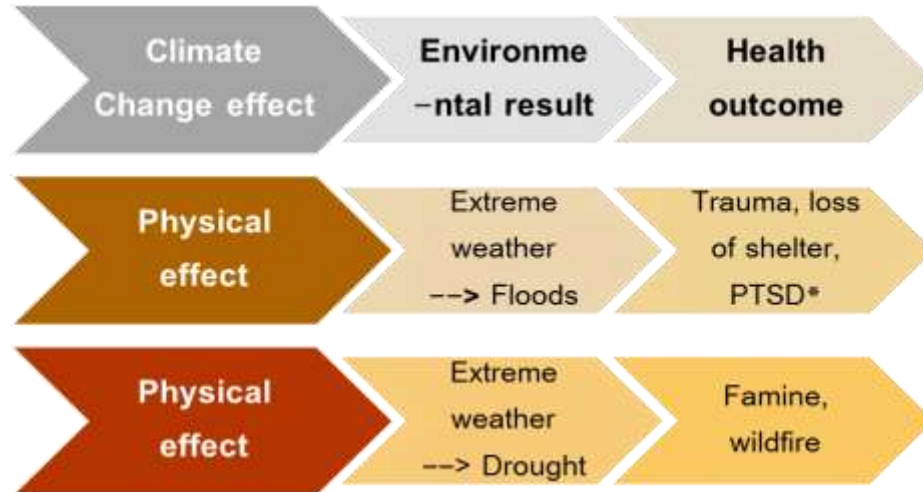 Climate
Change effect
Environme
-ntal result
Health
outcome
Physical
effect
Extreme
weather
--> Floods
Trauma, loss
of shelter,
PTSD*
Physical
effect
Extreme
weather
--> Drought
Famine,
wildfire